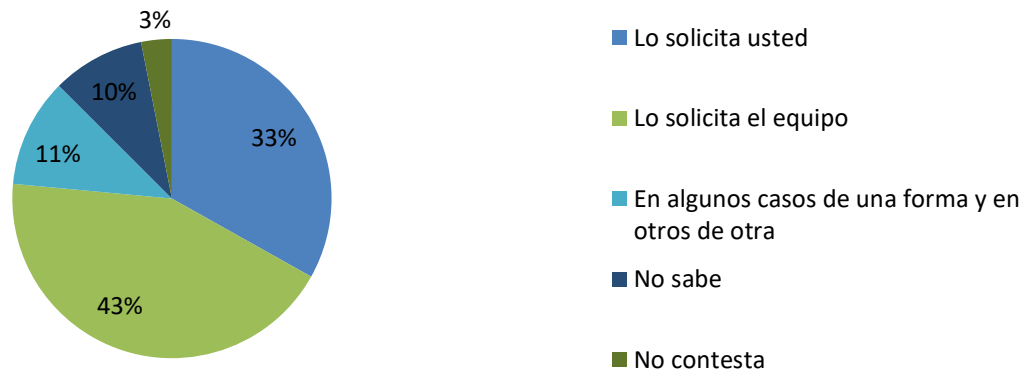 3%
10%
33%
11%
43%
Lo solicita usted
Lo solicita el equipo
En algunos casos de una forma y en
otros de otra
No sabe
No contesta